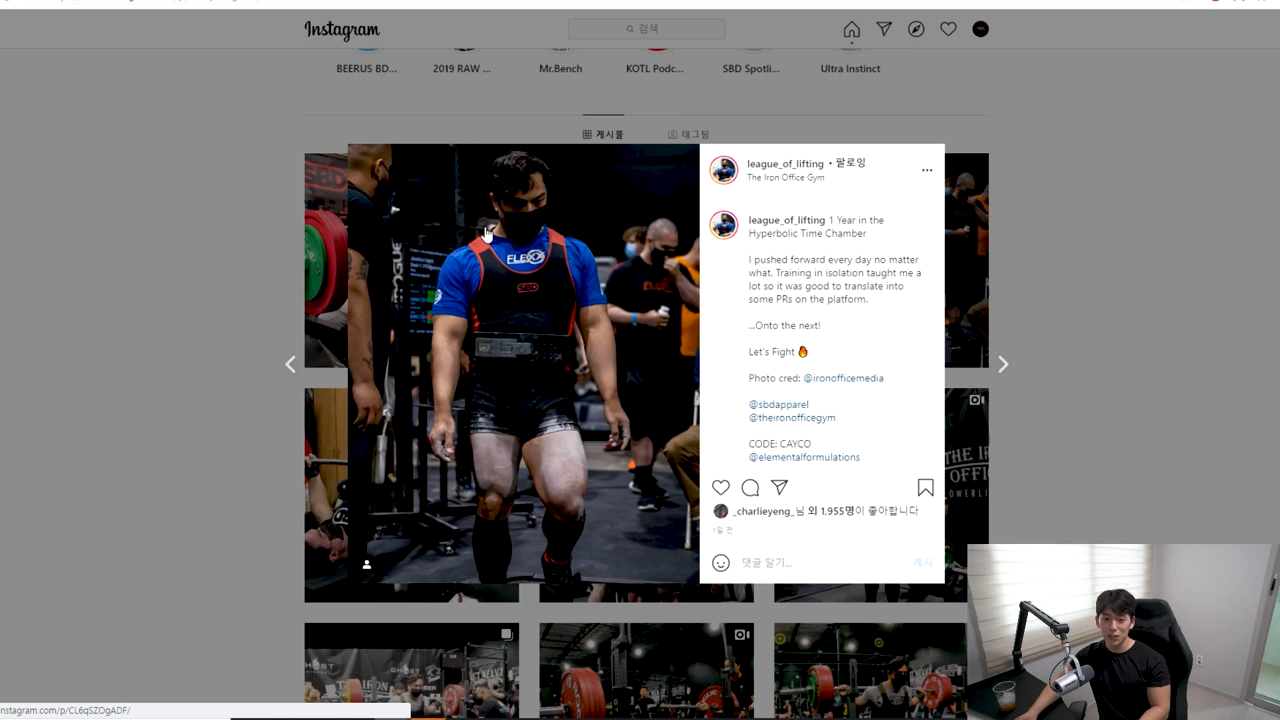 Instagram
검색
BEERUS BD...
2019 RAW ...
Mr.Bench
KOTL Podc...
SBD Spotli...
Ultra Instinct
게시물
태그됨
SBD
ROGUE
ELEIKO
SBD
league_of_lifting • 팔로잉
The Iron Office Gym
league_of_lifting 1 Year in the
Hyperbolic Time Chamber
I pushed forward every day no matter
what. Training in isolation taught me a
lot so it was good to translate into
some PRs on the platform.
...Onto the next!
Let's Fight 🔥
Photo cred: @ironofficemedia
@sbdapparel
@theironofficegym
CODE: CAYCO
@elementalformulations
_charlieyeng_님 외 1,955명이 좋아합니다
1일 전
댓글 달기...
게시
nstagram.com/p/CL6qSZOgADF/